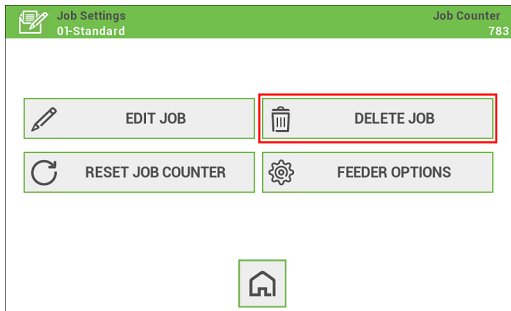 Job Settings
Job Counter
01-Standard
783
EDIT JOB
DELETE JOB
RESET JOB COUNTER
FEEDER OPTIONS